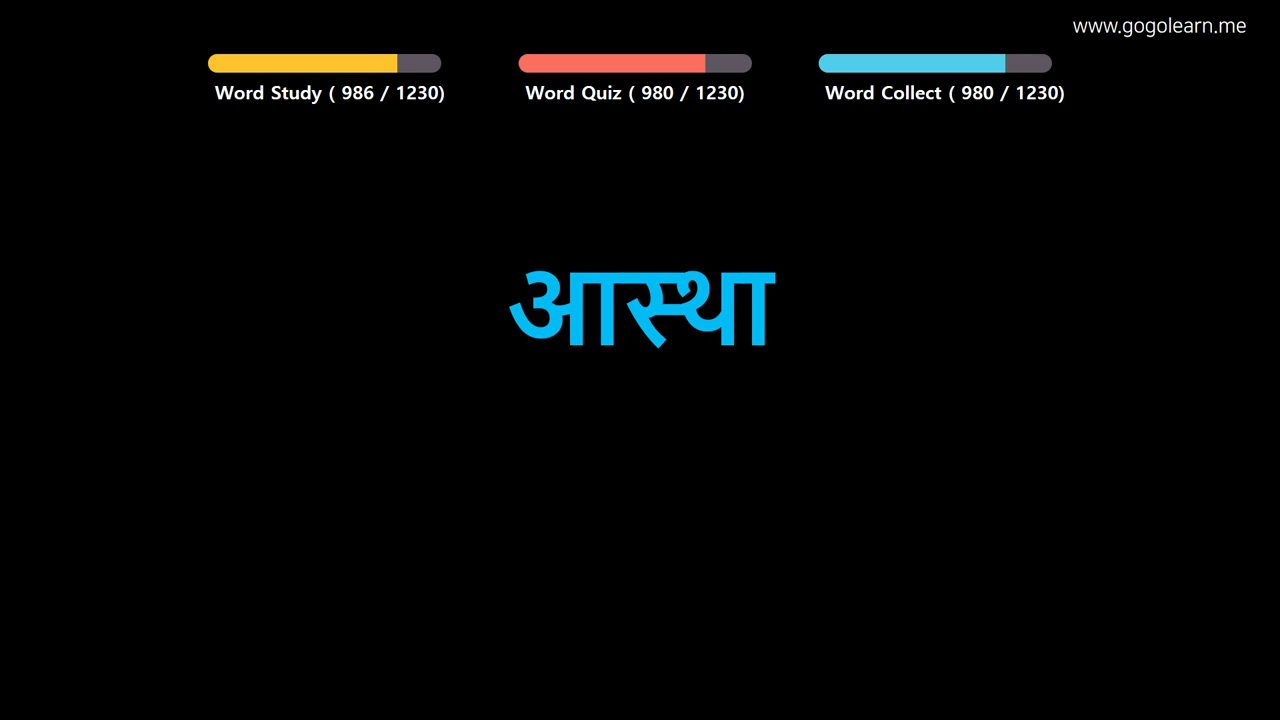 www.gogolearn.me
Word Study ( 986 / 1230)
Word Quiz ( 980 / 1230)
Word Collect ( 980 / 1230)
आस्था